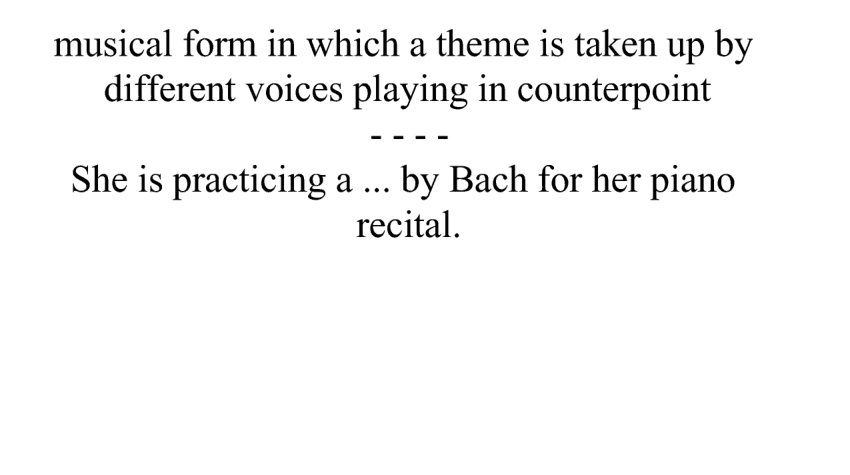 musical form in which a theme is taken up by
different voices playing in counterpoint
- - - -
She is practicing a ... by Bach for her piano
recital.